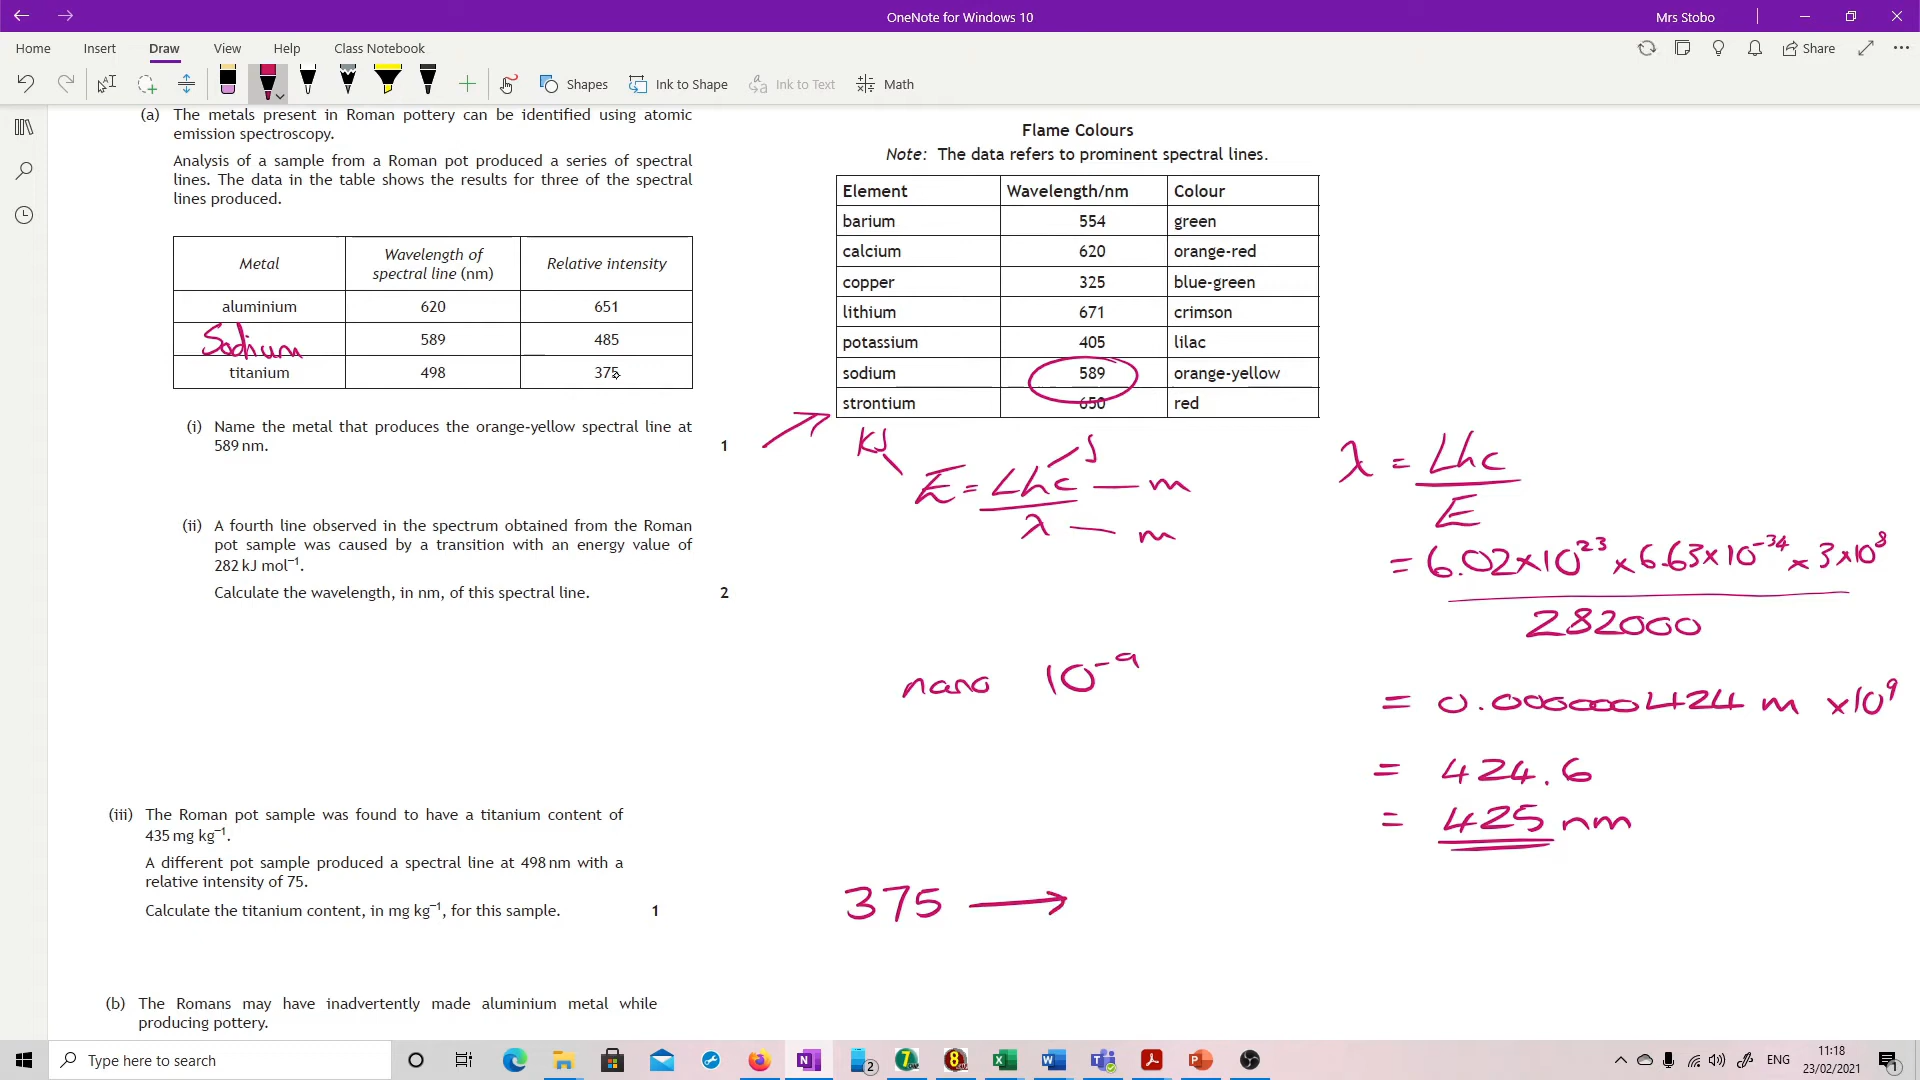 OneNote for Windows 10
Mrs Stobo
Home Insert Draw View Help Class Notebook
Share
Shapes Ink to Shape Ink to Text Math
(a) The metals present in Roman pottery can be identified using atomic
emission spectroscopy.
Analysis of a sample from a Roman pot produced a series of spectral
lines. The data in the table shows the results for three of the spectral
lines produced.
Metal Wavelength of spectral line (nm) Relative intensity
aluminium 620 651
Sodium 589 485
titanium 498 375
(i) Name the metal that produces the orange-yellow spectral line at
589 nm. 1
(ii) A fourth line observed in the spectrum obtained from the Roman
pot sample was caused by a transition with an energy value of
282 kJ mol⁻¹.
Calculate the wavelength, in nm, of this spectral line. 2
(iii) The Roman pot sample was found to have a titanium content of
435 mg kg⁻¹.
A different pot sample produced a spectral line at 498 nm with a
relative intensity of 75.
Calculate the titanium content, in mg kg⁻¹, for this sample. 1
(b) The Romans may have inadvertently made aluminium metal while
producing pottery.
Flame Colours
Note: The data refers to prominent spectral lines.
Element Wavelength/nm Colour
barium 554 green
calcium 620 orange-red
copper 325 blue-green
lithium 671 crimson
potassium 405 lilac
sodium 589 orange-yellow
strontium 650 red
KJ J
E = Lhc — m
λ — m
nano 10⁻⁹
375 →
λ = Lhc
E
= 6.02×10²³ × 6.63×10⁻³⁴ × 3×10⁸
282000
= 0.000000424 m ×10⁹
= 424.6
= 425 nm
Type here to search
2
7
8
ENG
11:18
23/02/2021
1